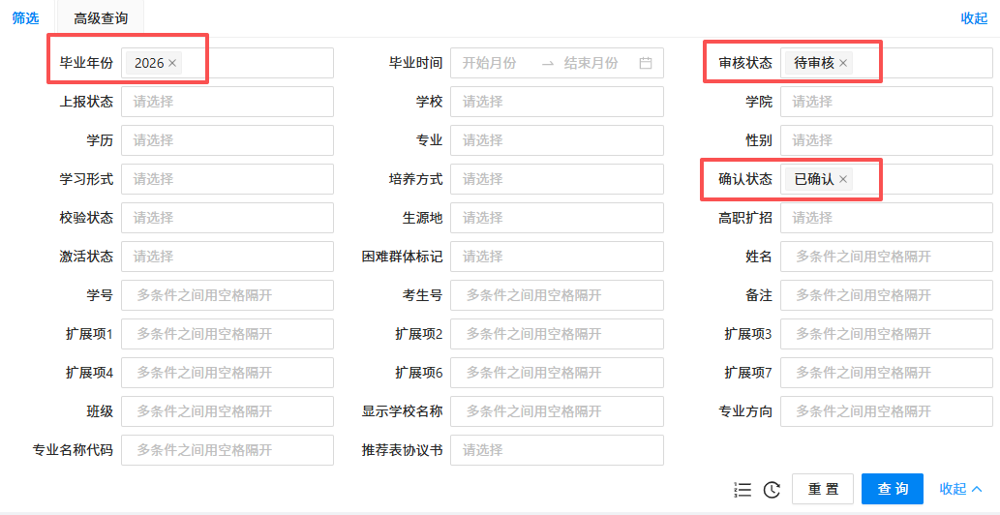 筛选 高级查询 收起
毕业年份 2026 × 毕业时间 开始月份 → 结束月份 审核状态 待审核 ×
上报状态 请选择 学校 请选择 学院 请选择
学历 请选择 专业 请选择 性别 请选择
学习形式 请选择 培养方式 请选择 确认状态 已确认 ×
校验状态 请选择 生源地 请选择 高职扩招 请选择
激活状态 请选择 困难群体标记 请选择 姓名 多条件之间用空格隔开
学号 多条件之间用空格隔开 考生号 多条件之间用空格隔开 备注 多条件之间用空格隔开
扩展项1 多条件之间用空格隔开 扩展项2 多条件之间用空格隔开 扩展项3 多条件之间用空格隔开
扩展项4 多条件之间用空格隔开 扩展项6 多条件之间用空格隔开 扩展项7 多条件之间用空格隔开
班级 多条件之间用空格隔开 显示学校名称 多条件之间用空格隔开 专业方向 多条件之间用空格隔开
专业名称代码 多条件之间用空格隔开 推荐表协议书 请选择
重置 查询 收起